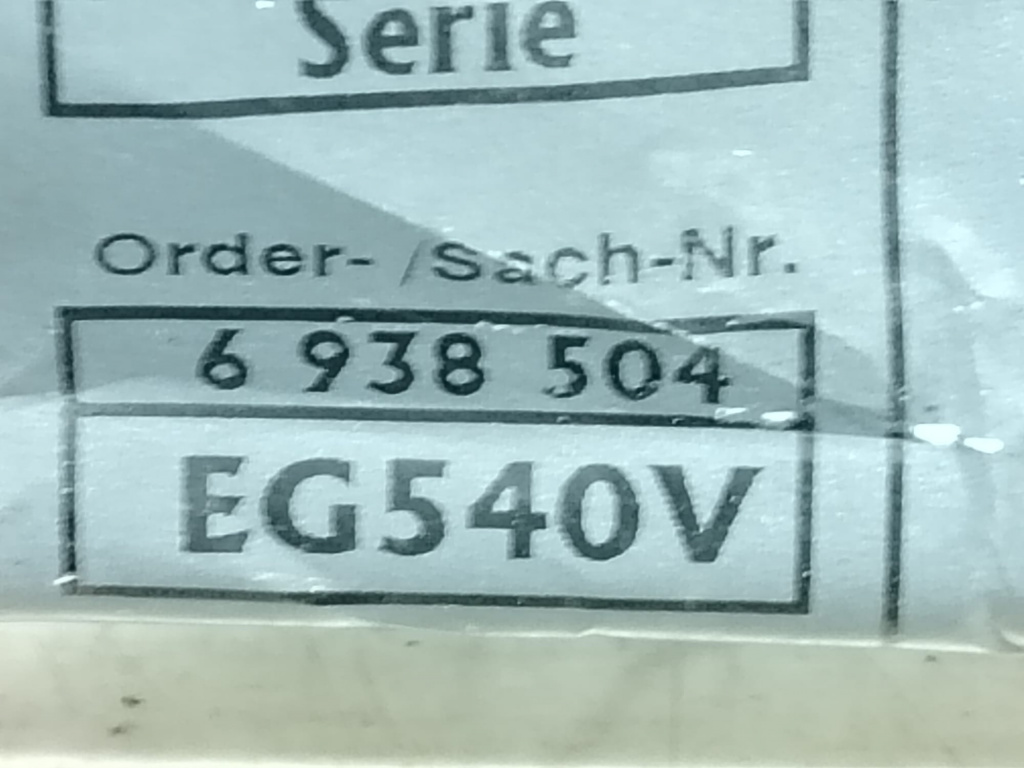 Serie
Order- /Sach-Nr.
6 938 504
EG540V